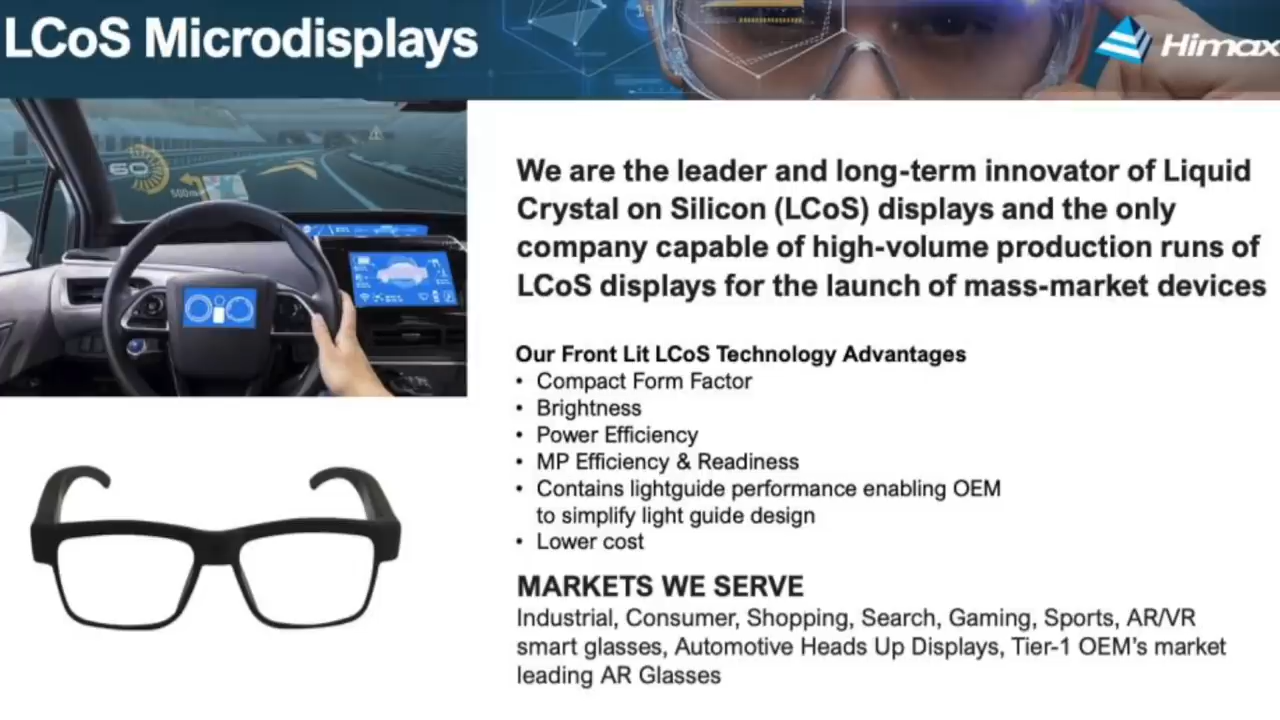 LCoS Microdisplays
Himax
60
500m
We are the leader and long-term innovator of Liquid
Crystal on Silicon (LCoS) displays and the only
company capable of high-volume production runs of
LCoS displays for the launch of mass-market devices
Our Front Lit LCoS Technology Advantages
• Compact Form Factor
• Brightness
• Power Efficiency
• MP Efficiency & Readiness
• Contains lightguide performance enabling OEM
to simplify light guide design
• Lower cost
MARKETS WE SERVE
Industrial, Consumer, Shopping, Search, Gaming, Sports, AR/VR
smart glasses, Automotive Heads Up Displays, Tier-1 OEM's market
leading AR Glasses